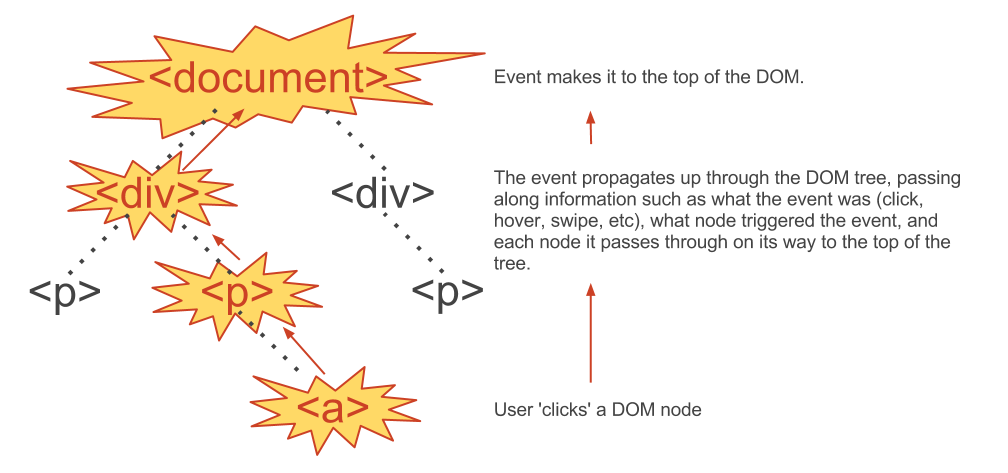 <document>
Event makes it to the top of the DOM.
<div>
<div>
The event propagates up through the DOM tree, passing
along information such as what the event was (click,
hover, swipe, etc), what node triggered the event, and
each node it passes through on its way to the top of the
tree.
<p>
<p>
<p>
<a>
User 'clicks' a DOM node